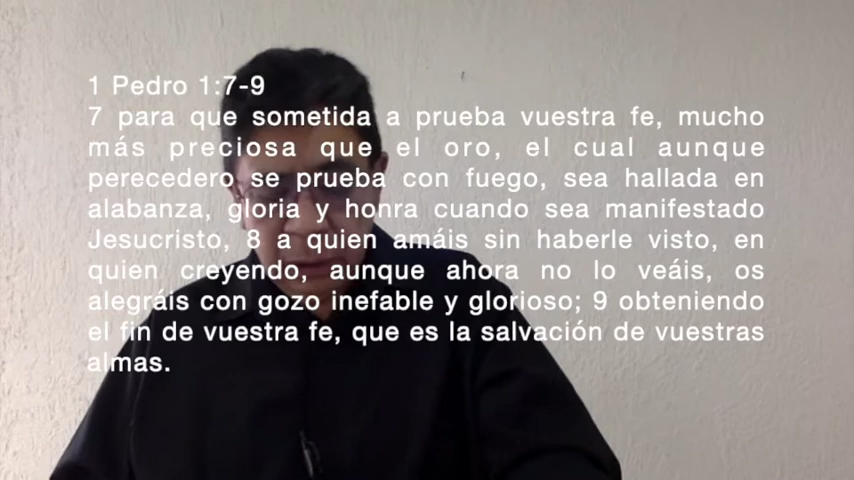 1 Pedro 1:7-9
7 para que sometida a prueba vuestra fe, mucho
más preciosa que el oro, el cual aunque
perecedero se prueba con fuego, sea hallada en
alabanza, gloria y honra cuando sea manifestado
Jesucristo, 8 a quien amáis sin haberle visto, en
quien creyendo, aunque ahora no lo veáis, os
alegráis con gozo inefable y glorioso; 9 obteniendo
el fin de vuestra fe, que es la salvación de vuestras
almas.